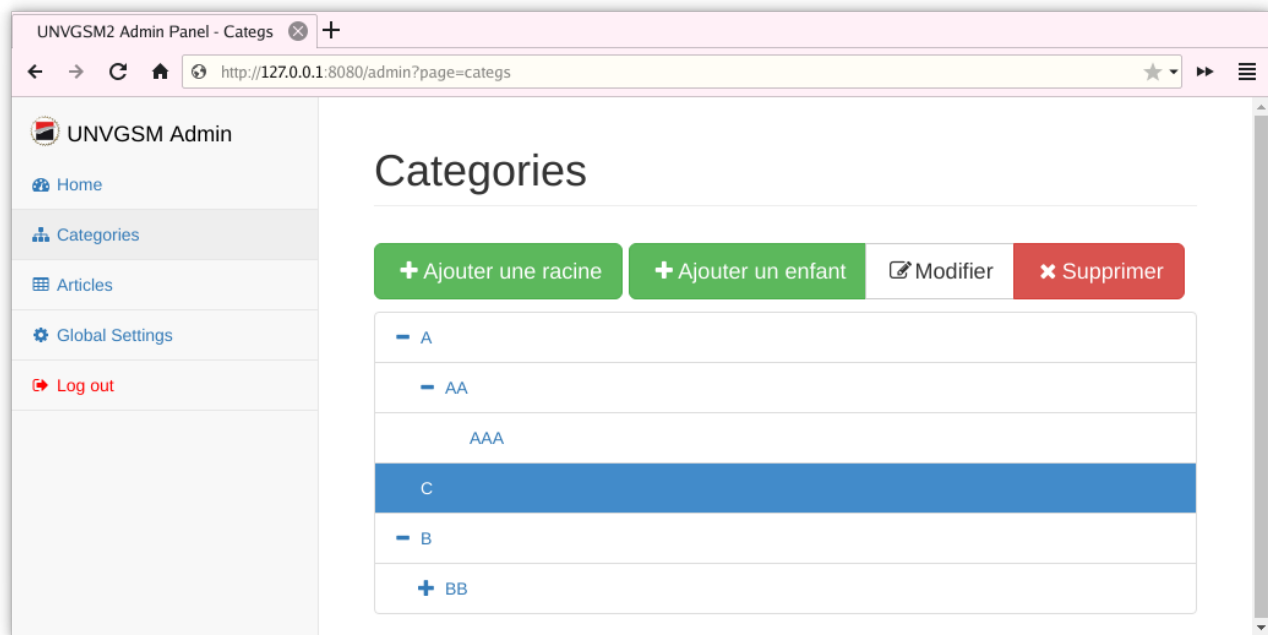 UNVGSM2 Admin Panel - Categs
http://127.0.0.1:8080/admin?page=categs
UNVGSM Admin
Home
Categories
Articles
Global Settings
Log out
Categories
Ajouter une racine Ajouter un enfant Modifier Supprimer
A
AA
AAA
C
B
BB